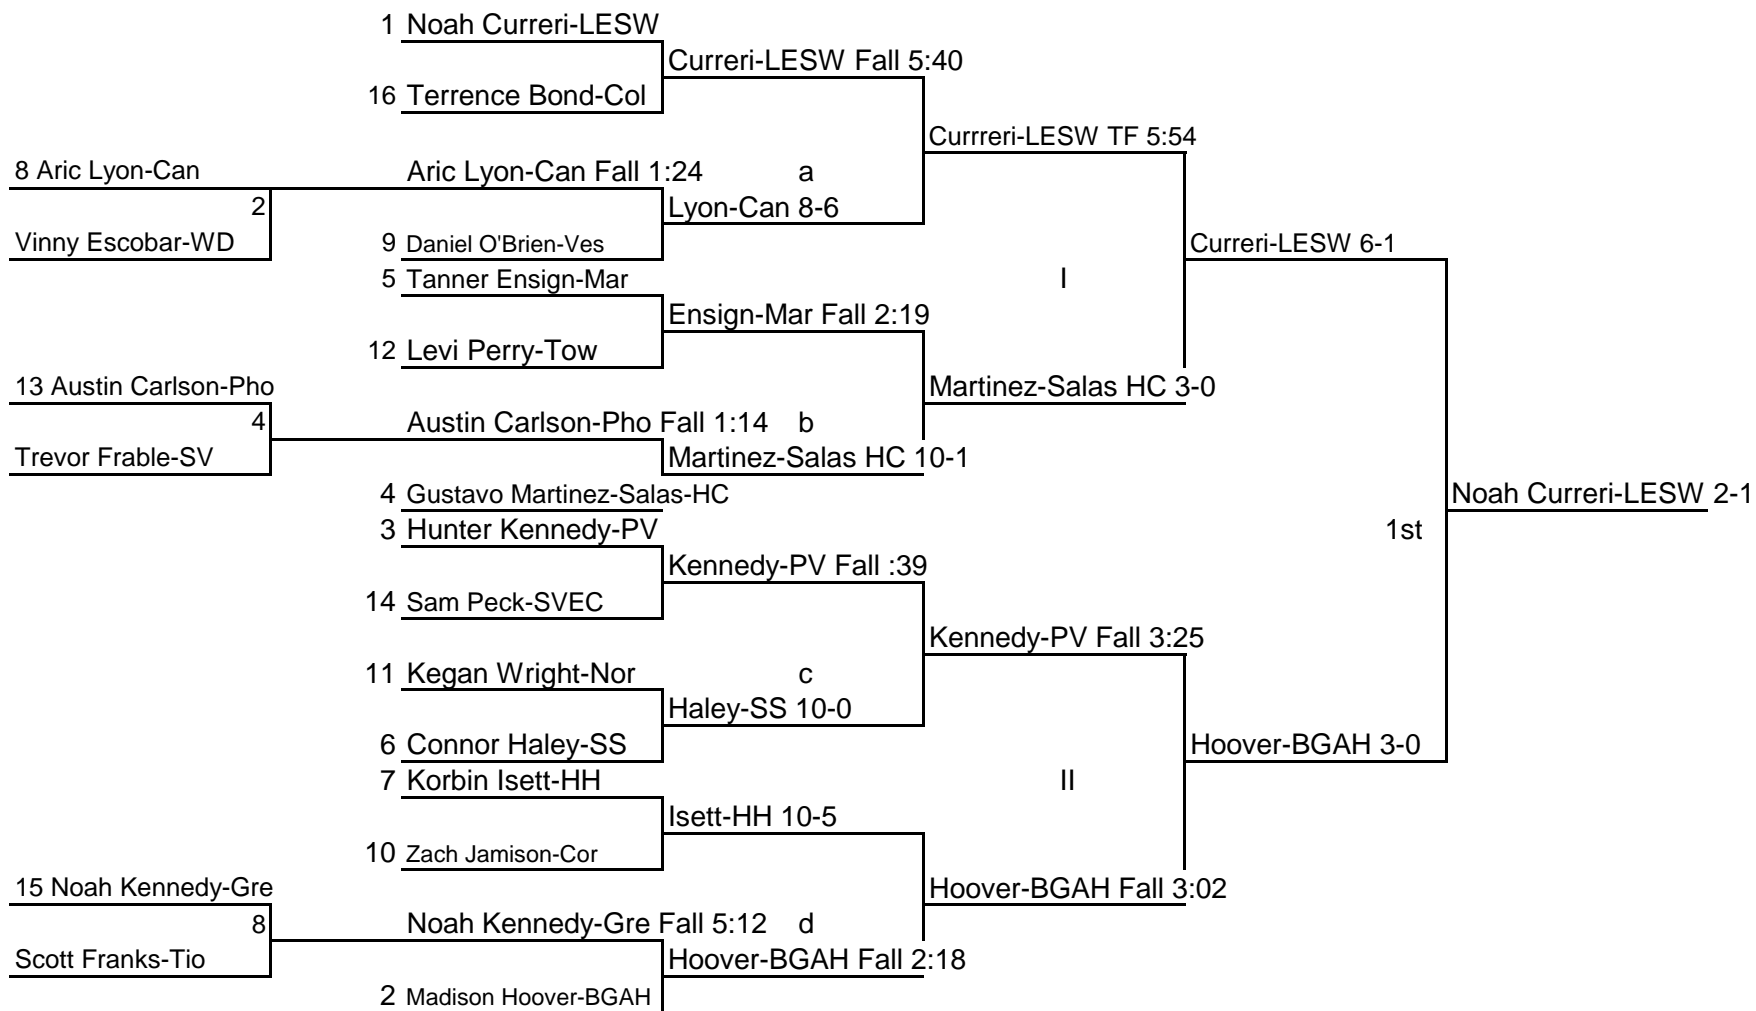 1 Noah Curreri-LESW
Curreri-LESW Fall 5:40
16 Terrence Bond-Col
Currreri-LESW TF 5:54
8 Aric Lyon-Can
Aric Lyon-Can Fall 1:24 a
2
Lyon-Can 8-6
Vinny Escobar-WD
9 Daniel O'Brien-Ves
Curreri-LESW 6-1
5 Tanner Ensign-Mar
I
Ensign-Mar Fall 2:19
12 Levi Perry-Tow
13 Austin Carlson-Pho
Martinez-Salas HC 3-0
4
Austin Carlson-Pho Fall 1:14 b
Trevor Frable-SV
Martinez-Salas HC 10-1
4 Gustavo Martinez-Salas-HC
Noah Curreri-LESW 2-1
3 Hunter Kennedy-PV
1st
Kennedy-PV Fall :39
14 Sam Peck-SVEC
Kennedy-PV Fall 3:25
11 Kegan Wright-Nor c
Haley-SS 10-0
6 Connor Haley-SS
Hoover-BGAH 3-0
7 Korbin Isett-HH
II
Isett-HH 10-5
10 Zach Jamison-Cor
15 Noah Kennedy-Gre
Hoover-BGAH Fall 3:02
8
Noah Kennedy-Gre Fall 5:12 d
Scott Franks-Tio
Hoover-BGAH Fall 2:18
2 Madison Hoover-BGAH